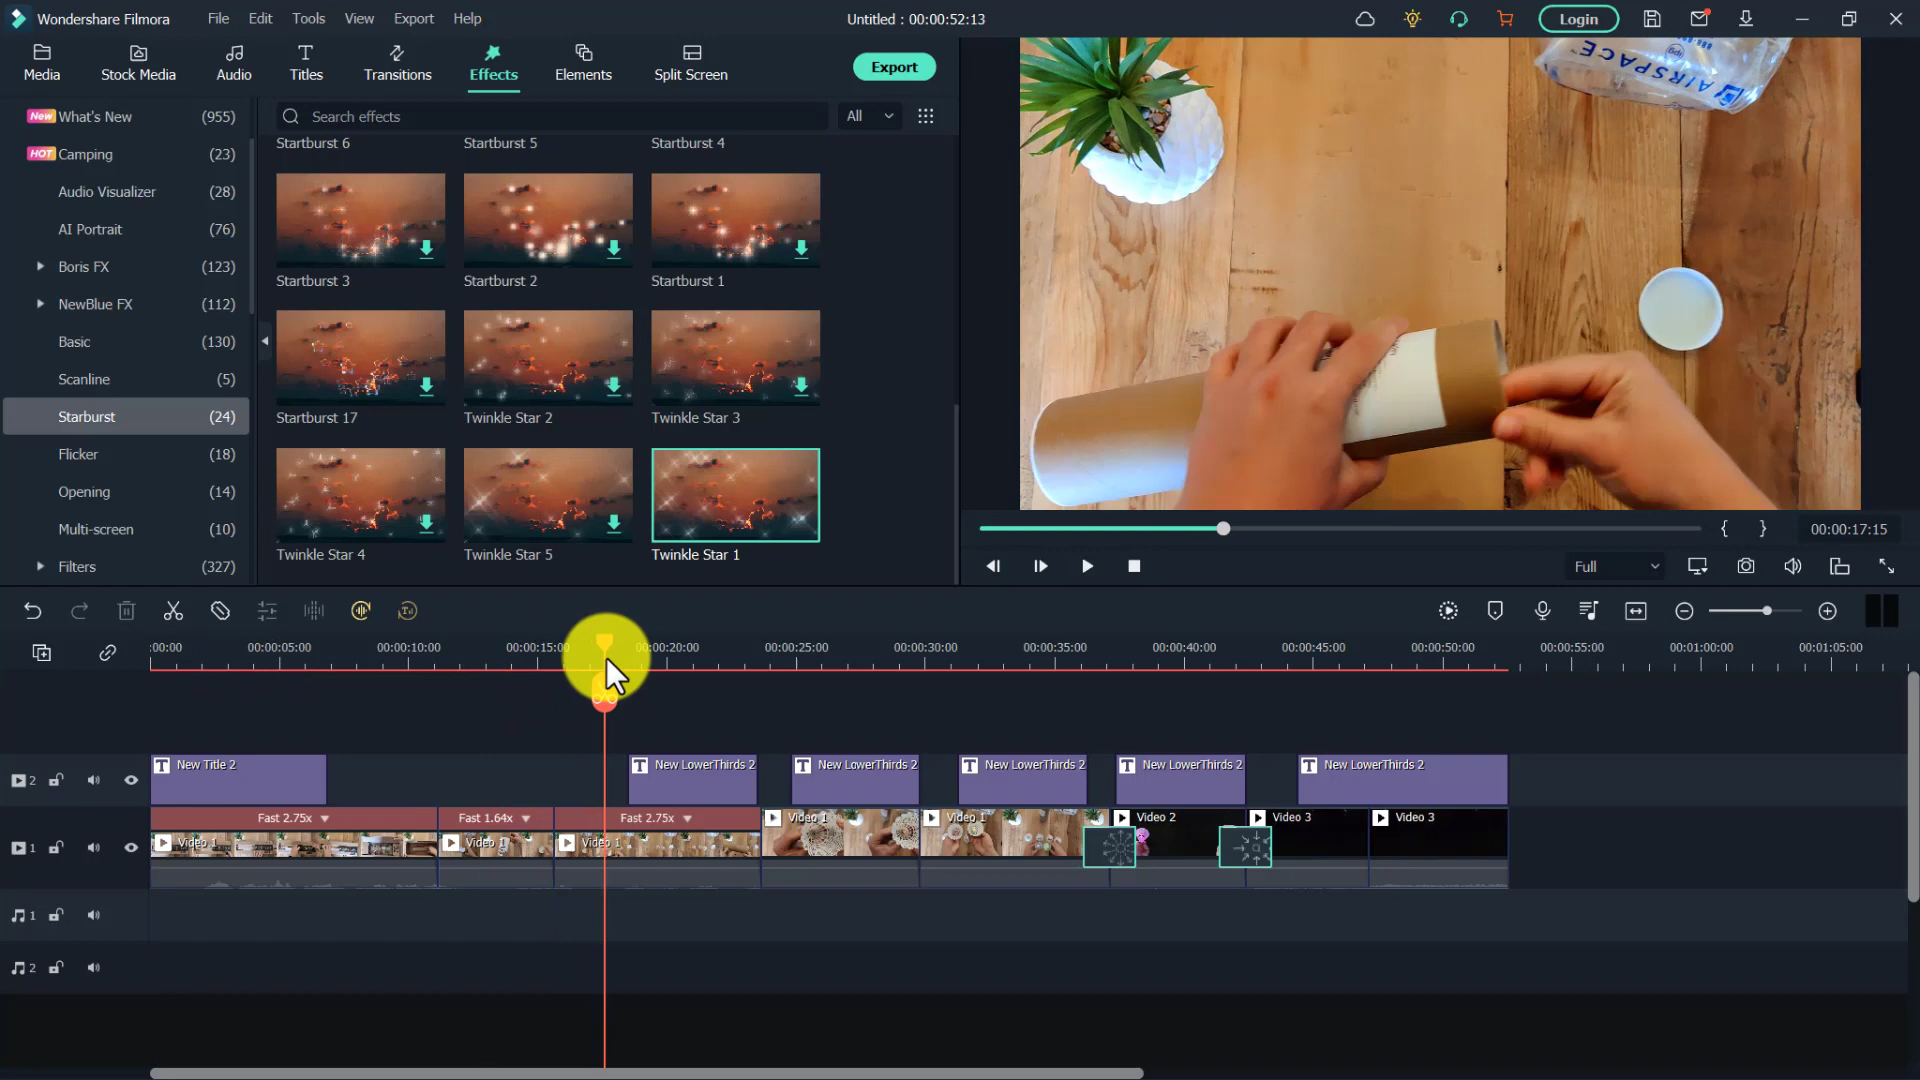 Wondershare Filmora
File
Edit
Tools
View
Export
Help
Untitled : 00:00:52:13
Login
Media
Stock Media
Audio
Titles
Transitions
Effects
Elements
Split Screen
Export
New What's New (955)
HOT Camping (23)
Audio Visualizer (28)
AI Portrait (76)
Boris FX (123)
NewBlue FX (112)
Basic (130)
Scanline (5)
Starburst (24)
Flicker (18)
Opening (14)
Multi-screen (10)
Filters (327)
Search effects
All
Startburst 6
Startburst 5
Startburst 4
Startburst 3
Startburst 2
Startburst 1
Startburst 17
Twinkle Star 2
Twinkle Star 3
Twinkle Star 4
Twinkle Star 5
Twinkle Star 1
AIRSPACE
{ } 00:00:17:15
Full
:00:00
00:00:05:00
00:00:10:00
00:00:15:00
00:00:20:00
00:00:25:00
00:00:30:00
00:00:35:00
00:00:40:00
00:00:45:00
00:00:50:00
00:00:55:00
00:01:00:00
00:01:05:00
2
New Title 2
New LowerThirds 2
New LowerThirds 2
New LowerThirds 2
New LowerThirds 2
New LowerThirds 2
1
Fast 2.75x
Fast 1.64x
Fast 2.75x
Video 1
Video 1
Video 1
Video 1
Video 1
Video 2
Video 3
Video 3
1
2